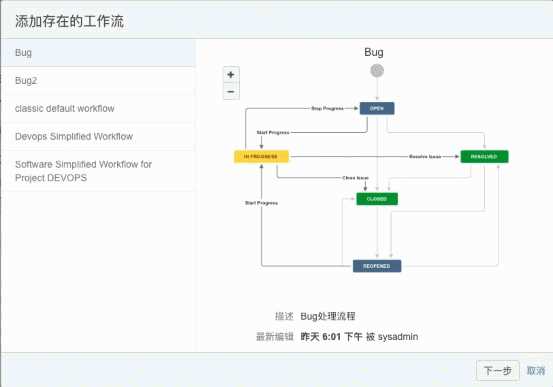 添加存在的工作流
Bug
Bug2
classic default workflow
Devops Simplified Workflow
Software Simplified Workflow for
Project DEVOPS
Bug
+
−
Stop Progress
OPEN
Start Progress
IN PROGRESS
Resolve Issue
RESOLVED
Close Issue
CLOSED
Start Progress
REOPENED
描述 Bug处理流程
最新编辑 昨天 6:01 下午 被 sysadmin
下一步 取消